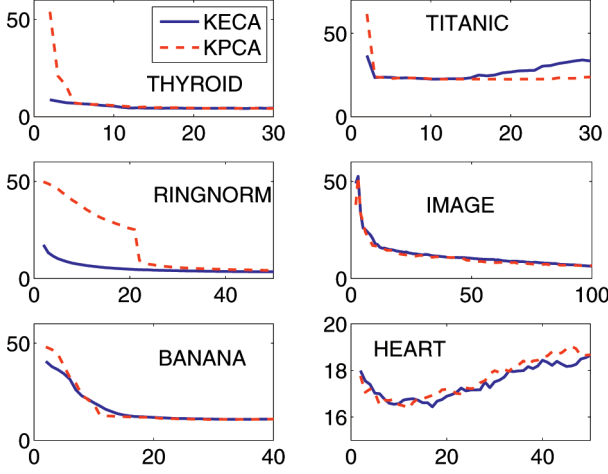 50
0
0 10 20 30
KECA
KPCA
THYROID
50
0
0 10 20 30
TITANIC
50
0
0 20 40
RINGNORM
50
0
0 50 100
IMAGE
50
0
0 20 40
BANANA
20
18
16
0 20 40
HEART